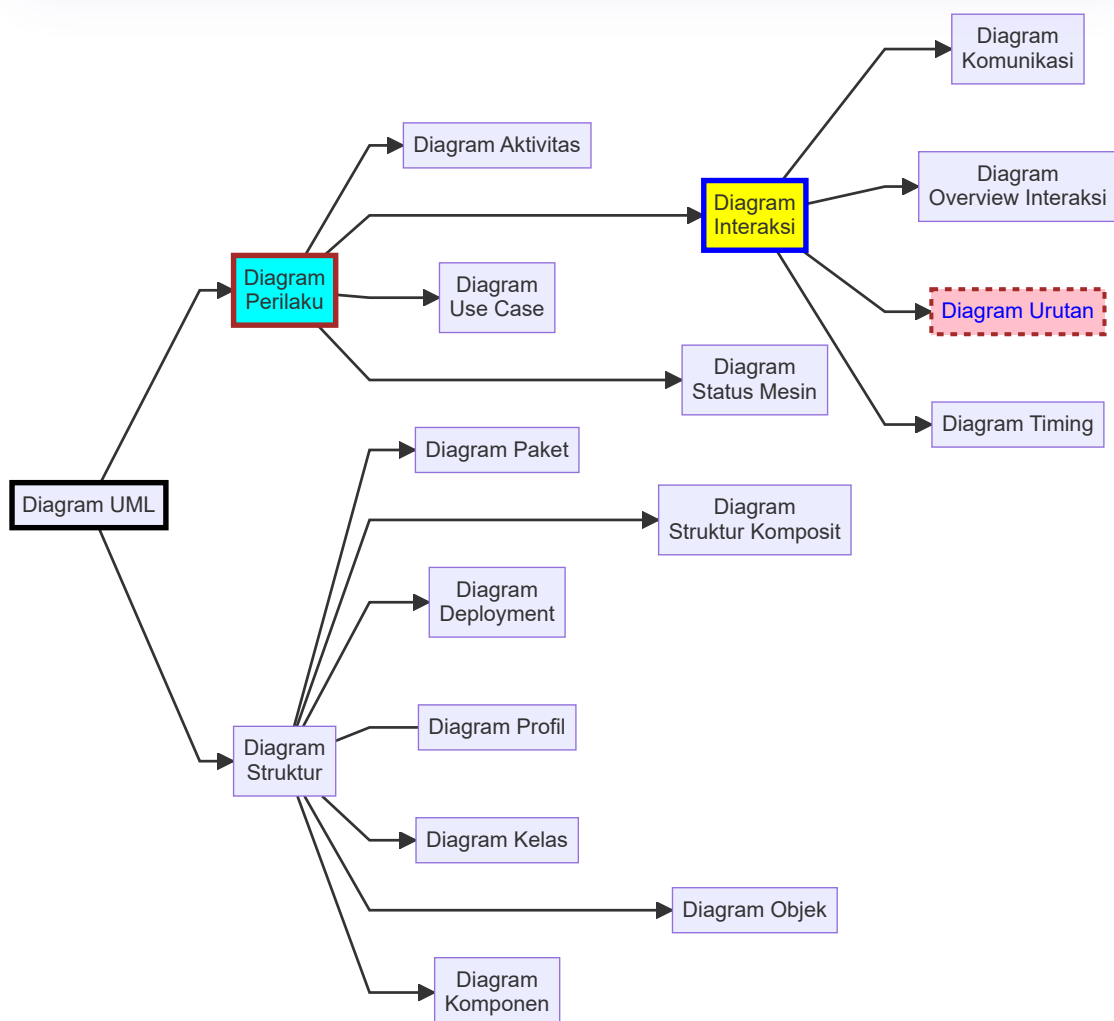 Diagram
Komunikasi
Diagram Aktivitas
Diagram
Overview Interaksi
Diagram
Interaksi
Diagram
Perilaku
Diagram
Use Case
Diagram Urutan
Diagram
Status Mesin
Diagram Timing
Diagram Paket
Diagram UML
Diagram
Struktur Komposit
Diagram
Deployment
Diagram Profil
Diagram
Struktur
Diagram Kelas
Diagram Objek
Diagram
Komponen